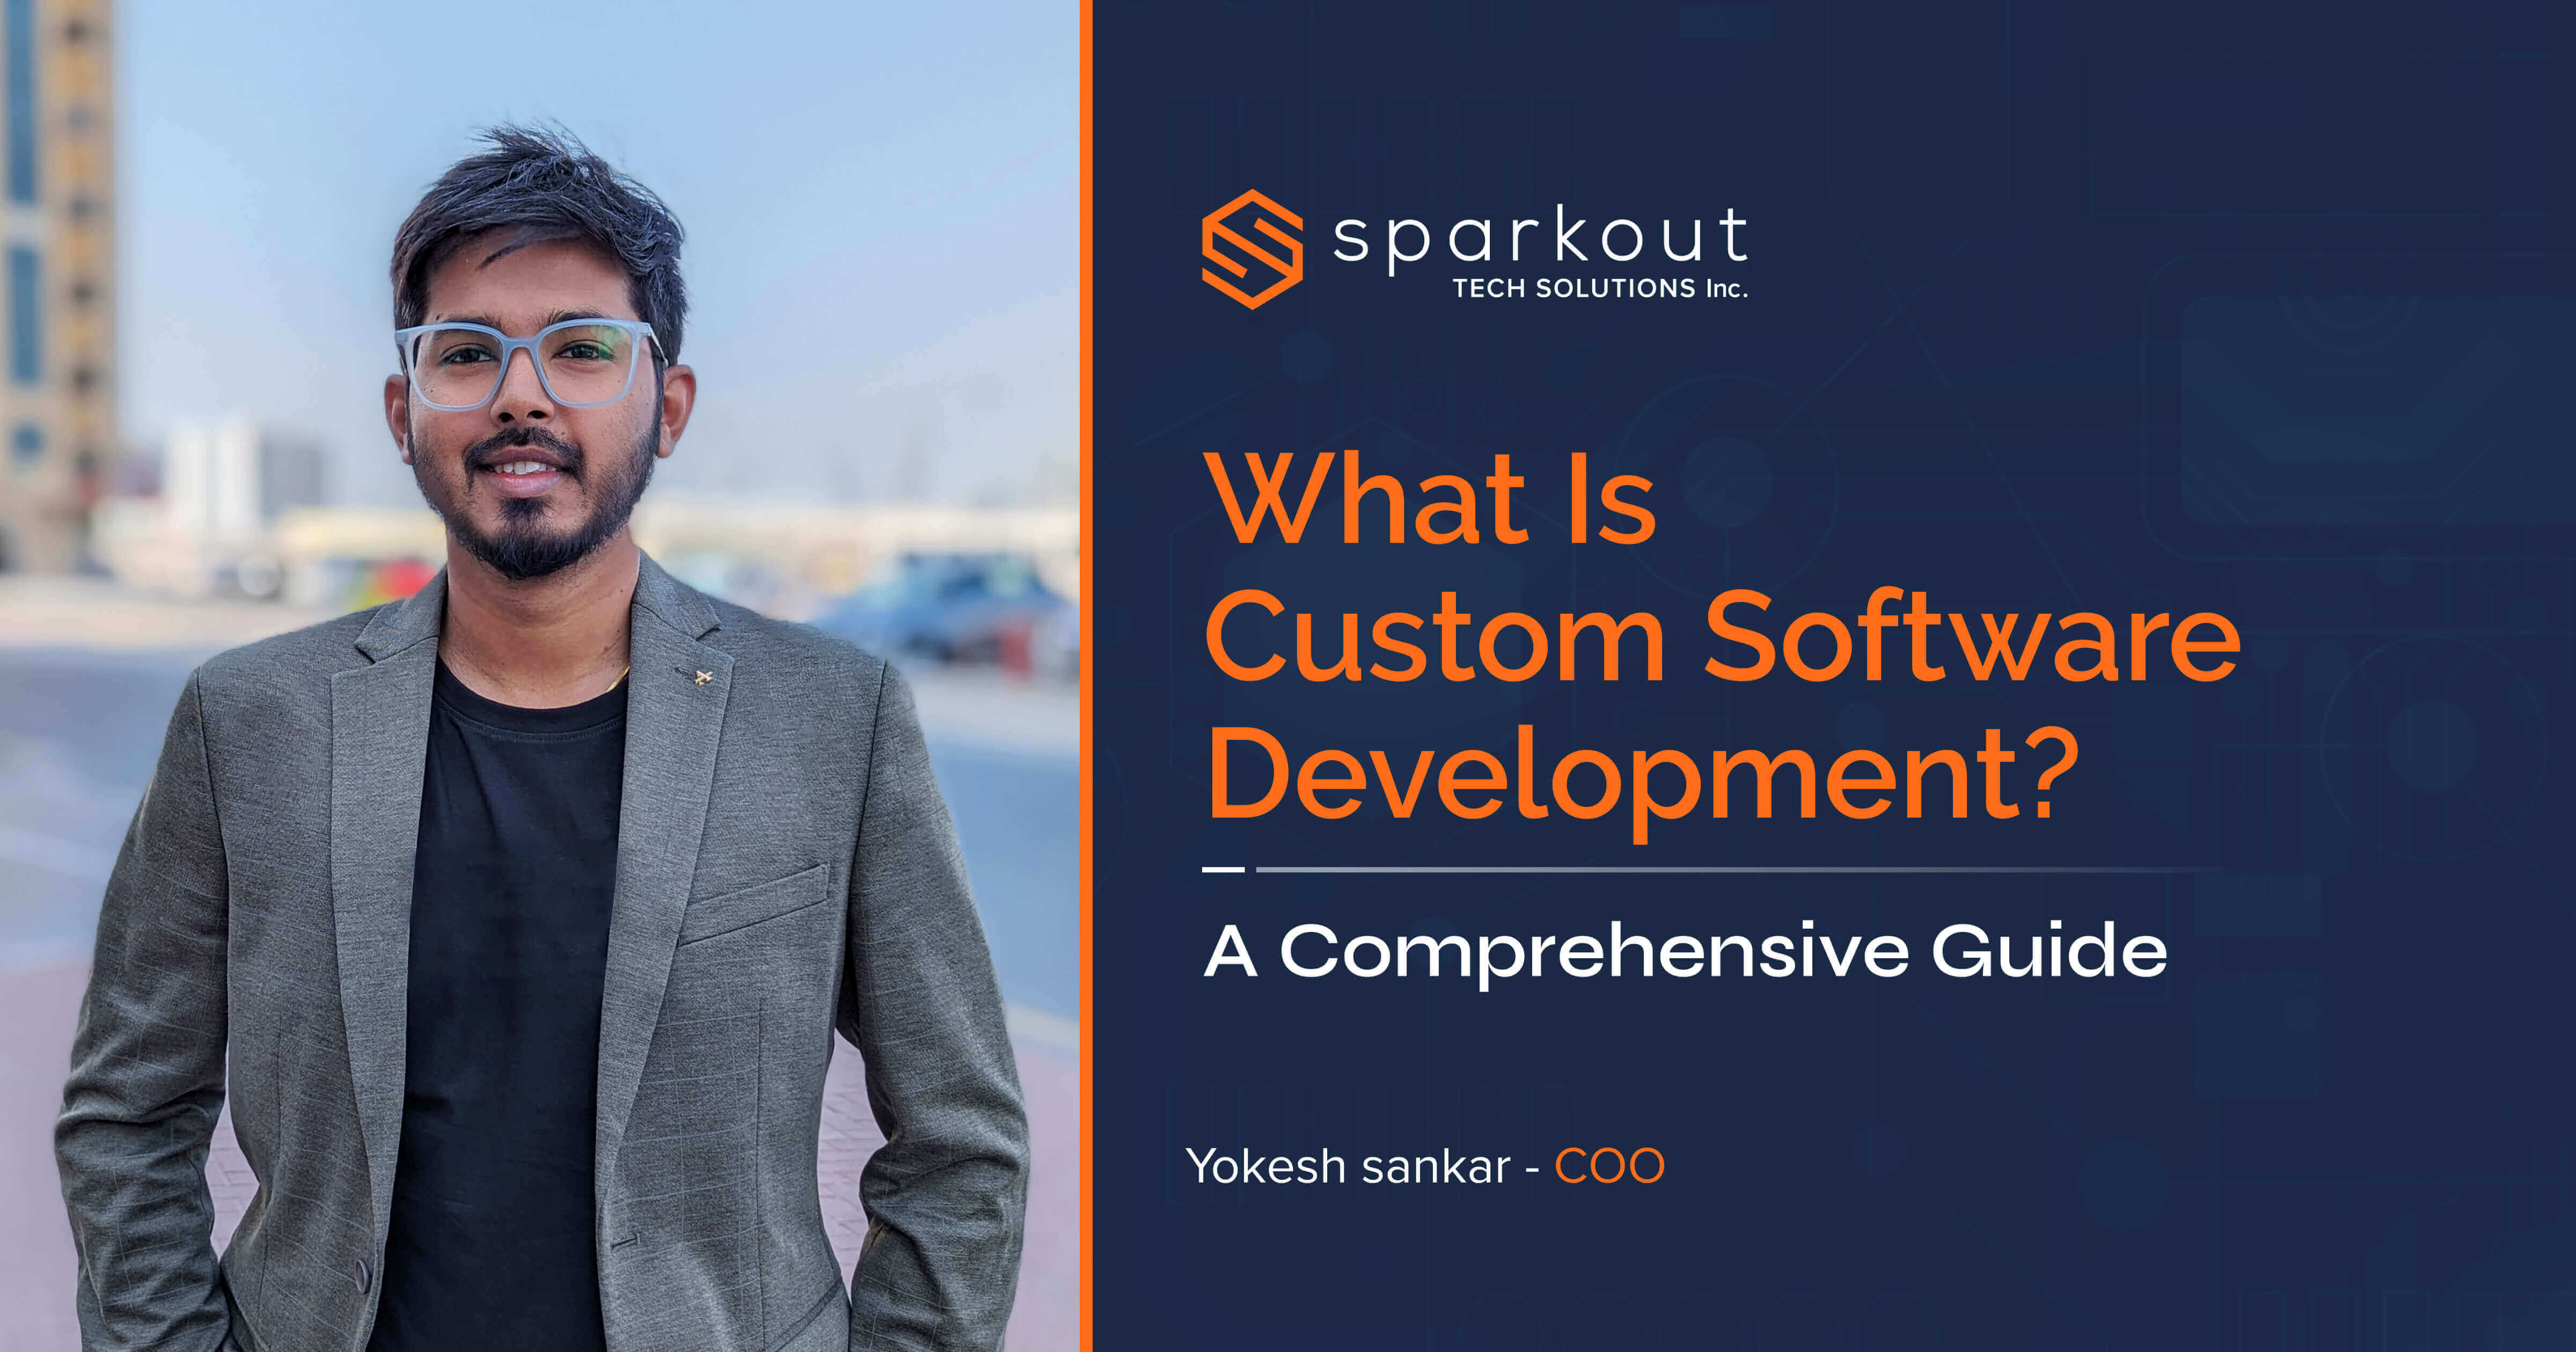 sparkout
TECH SOLUTIONS Inc.
What Is
Custom Software
Development?
A Comprehensive Guide
Yokesh sankar - COO